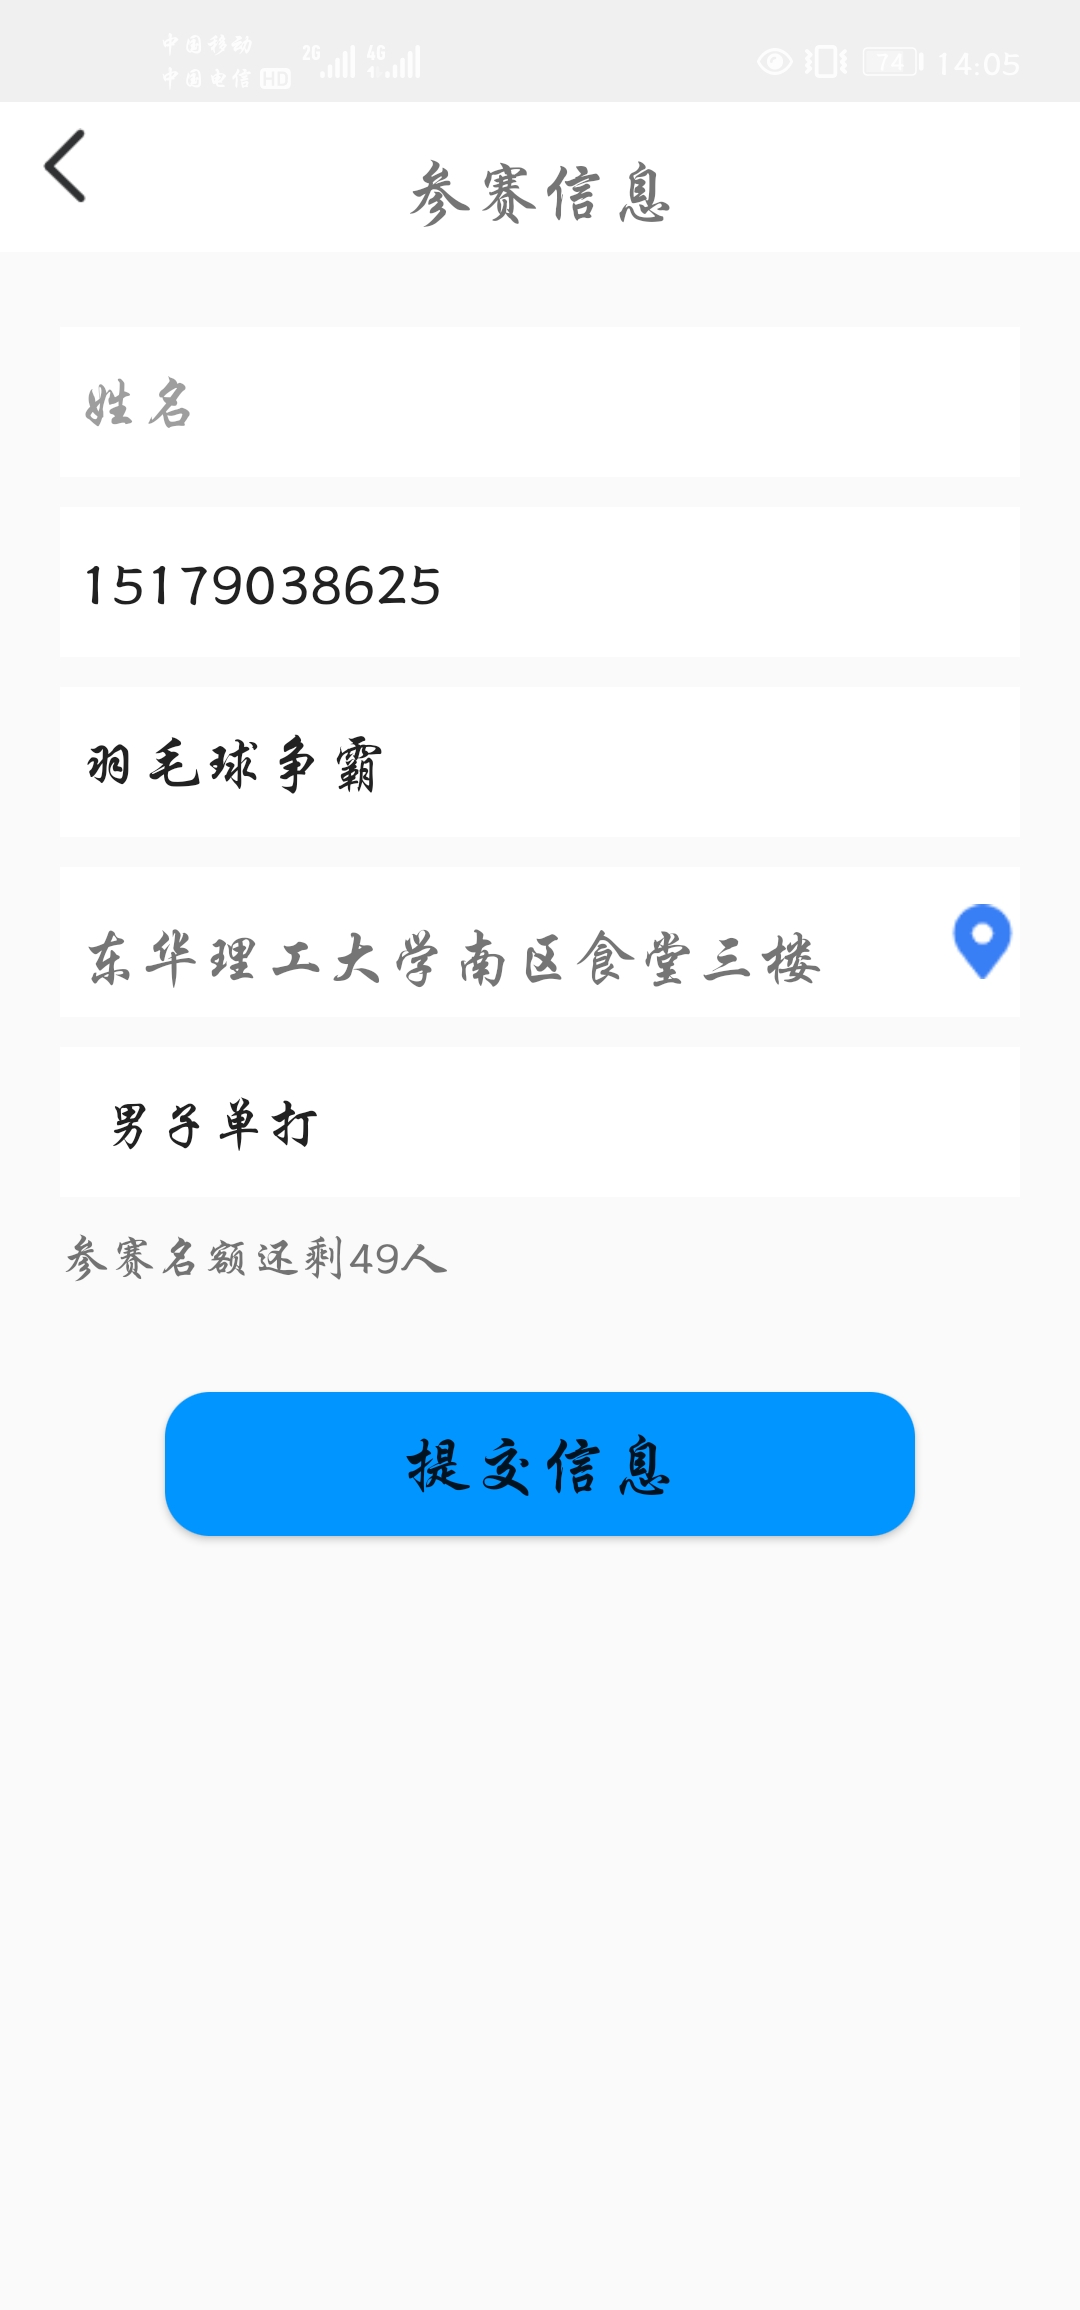 中国移动 2G 4G
中国电信 HD
74 14:05
参赛信息
姓名
15179038625
羽毛球争霸
东华理工大学南区食堂三楼
男子单打
参赛名额还剩49人
提交信息